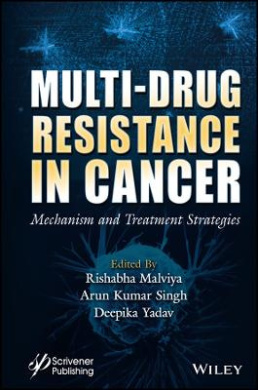 MULTI-DRUG
RESISTANCE
IN CANCER
Mechanism and Treatment Strategies
Edited By
Rishabha Malviya
Arun Kumar Singh
Deepika Yadav
Scrivener
Publishing
WILEY